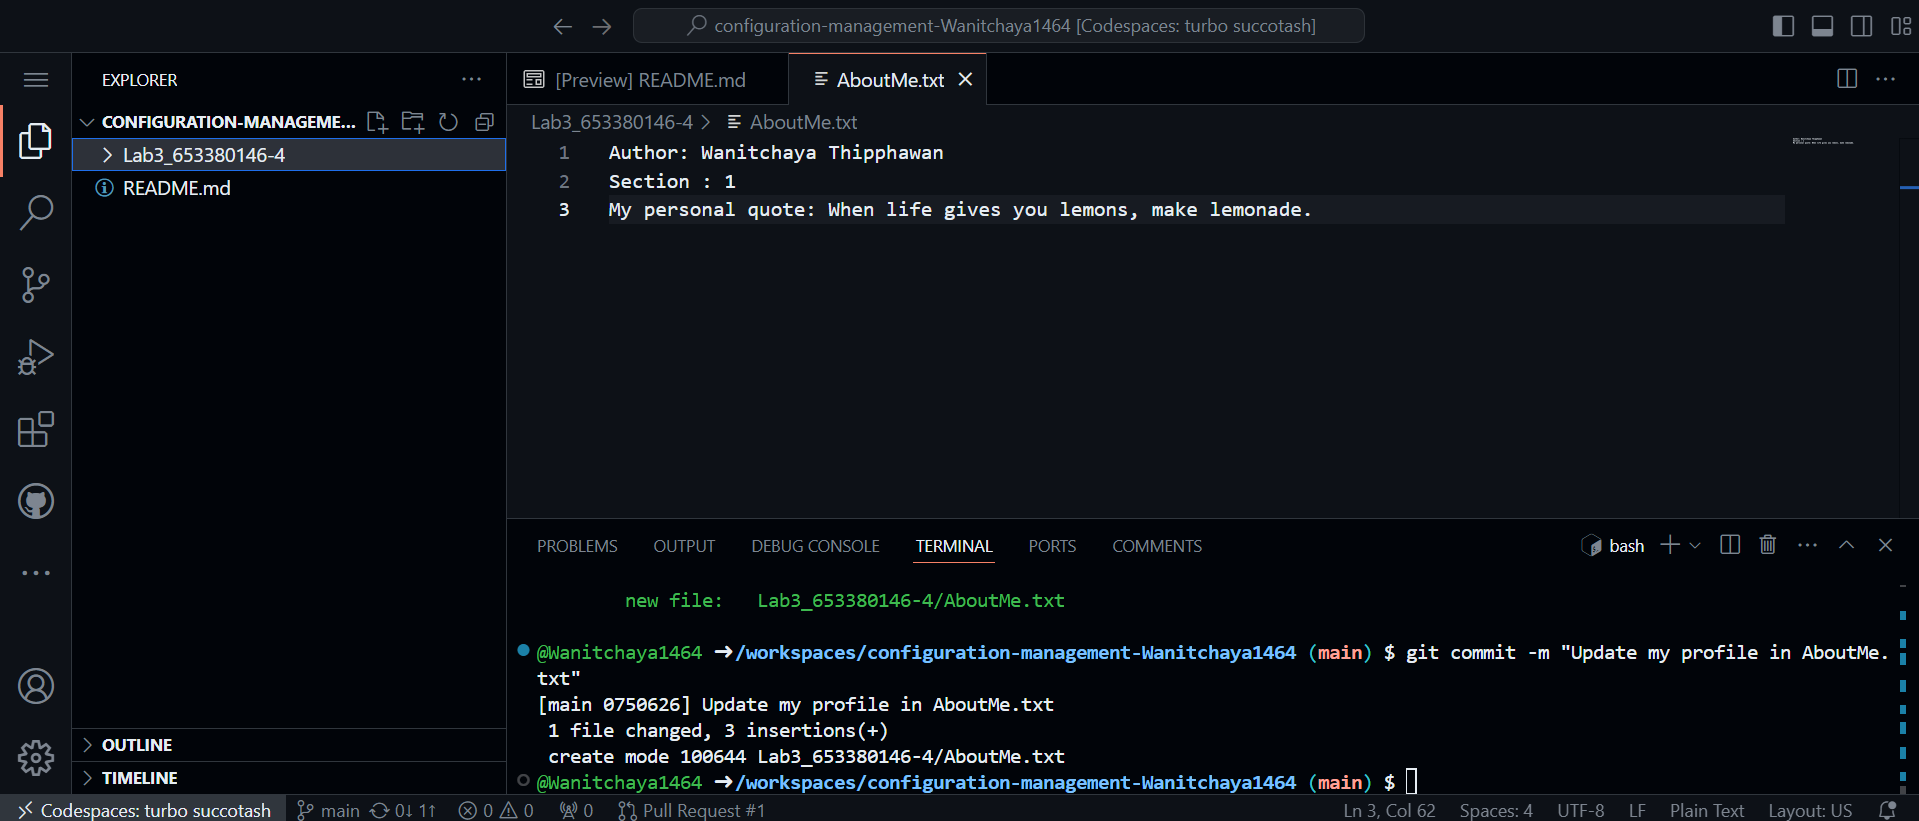 configuration-management-Wanitchaya1464 [Codespaces: turbo succotash]
EXPLORER
CONFIGURATION-MANAGEME...
Lab3_653380146-4
README.md
OUTLINE
TIMELINE
[Preview] README.md
AboutMe.txt
Lab3_653380146-4 > AboutMe.txt
1 Author: Wanitchaya Thipphawan
2 Section : 1
3 My personal quote: When life gives you lemons, make lemonade.
PROBLEMS OUTPUT DEBUG CONSOLE TERMINAL PORTS COMMENTS
bash
new file:   Lab3_653380146-4/AboutMe.txt
@Wanitchaya1464 ➜/workspaces/configuration-management-Wanitchaya1464 (main) $ git commit -m "Update my profile in AboutMe.
txt"
[main 0750626] Update my profile in AboutMe.txt
1 file changed, 3 insertions(+)
create mode 100644 Lab3_653380146-4/AboutMe.txt
@Wanitchaya1464 ➜/workspaces/configuration-management-Wanitchaya1464 (main) $
Codespaces: turbo succotash main 0↓ 1↑ 0 0 0 Pull Request #1 Ln 3, Col 62 Spaces: 4 UTF-8 LF Plain Text Layout: US